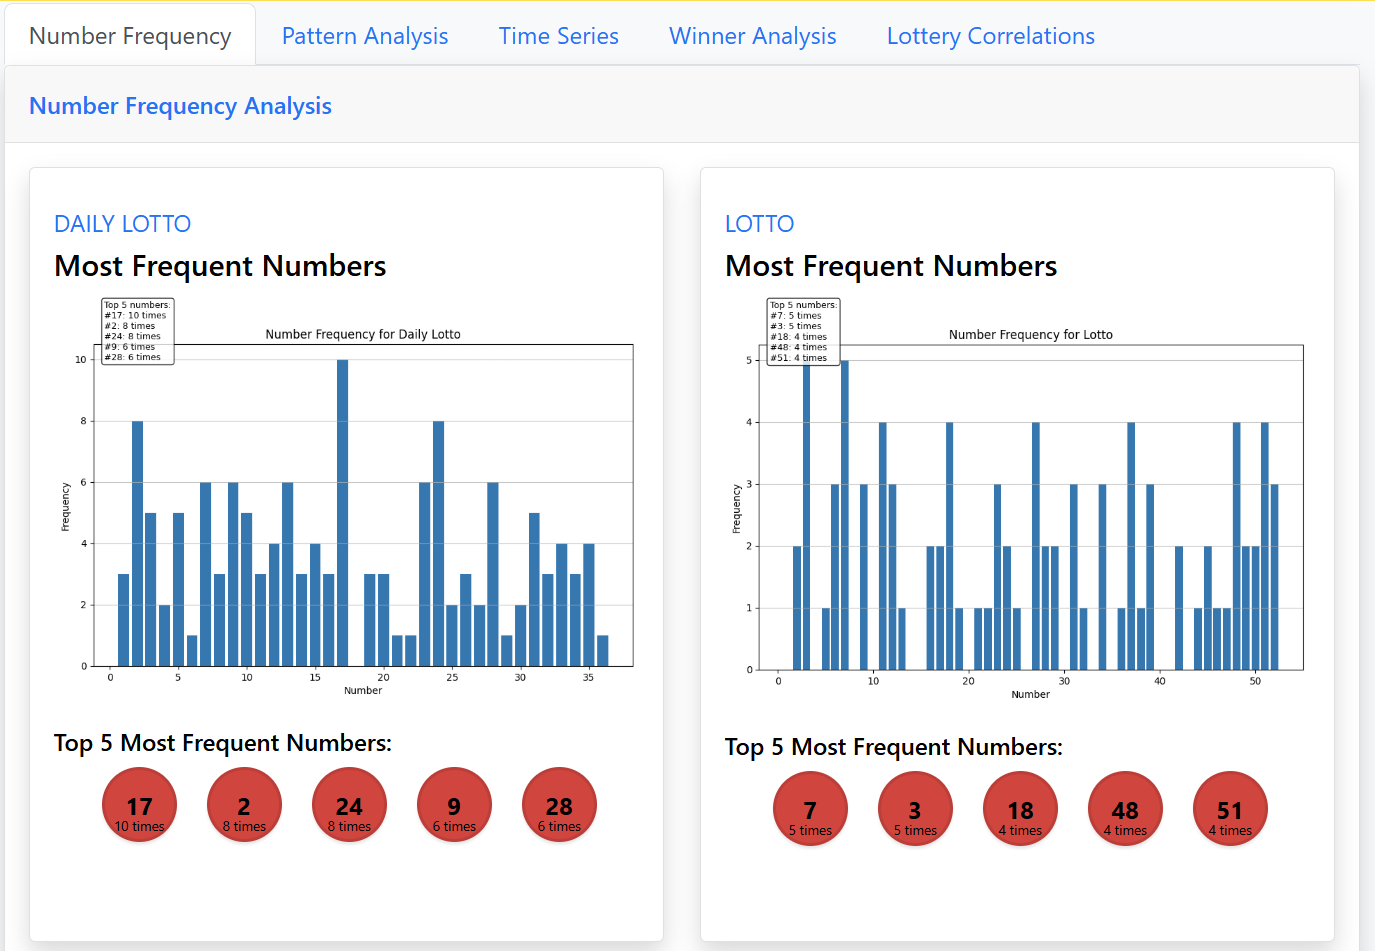 Number Frequency Pattern Analysis Time Series Winner Analysis Lottery Correlations
Number Frequency Analysis
DAILY LOTTO
Most Frequent Numbers
Top 5 numbers:
#17: 10 times
#2: 8 times
#24: 8 times
#9: 6 times
#28: 6 times
Number Frequency for Daily Lotto
Frequency
10
8
6
4
2
0
0 5 10 15 20 25 30 35
Number
Top 5 Most Frequent Numbers:
17 2 24 9 28
10 times 8 times 8 times 6 times 6 times
LOTTO
Most Frequent Numbers
Top 5 numbers:
#7: 5 times
#3: 5 times
#18: 4 times
#48: 4 times
#51: 4 times
Number Frequency for Lotto
Frequency
5
4
3
2
1
0
0 10 20 30 40 50
Number
Top 5 Most Frequent Numbers:
7 3 18 48 51
5 times 5 times 4 times 4 times 4 times